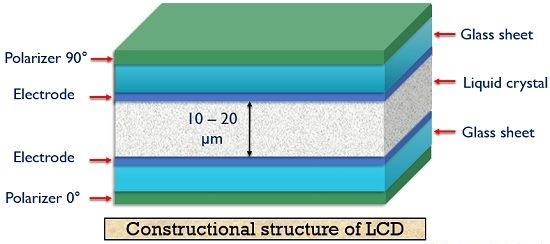 Glass sheet
Polarizer 90°
Liquid crystal
Electrode
10 – 20
μm
Glass sheet
Electrode
Polarizer 0°
Constructional structure of LCD